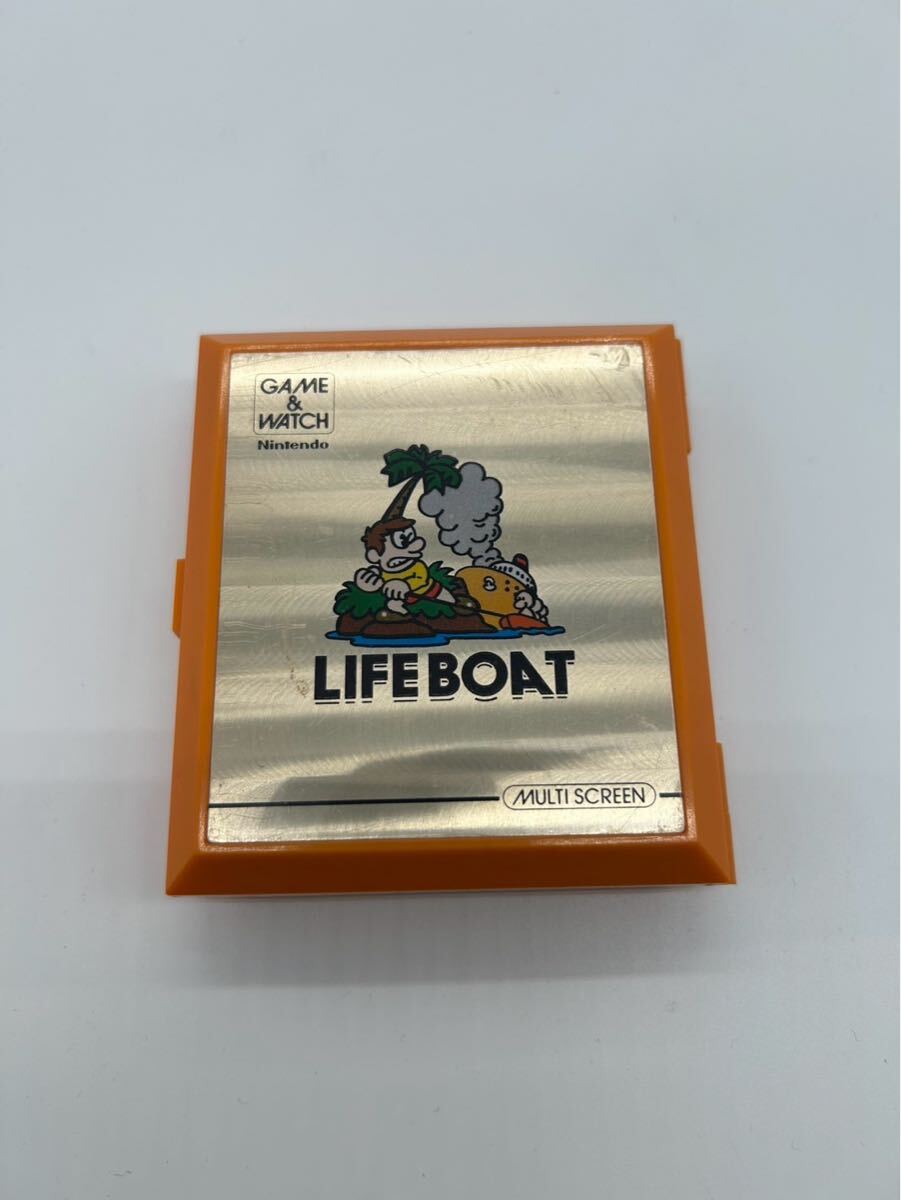 GAME
&
WATCH
Nintendo
LIFEBOAT
MULTI SCREEN